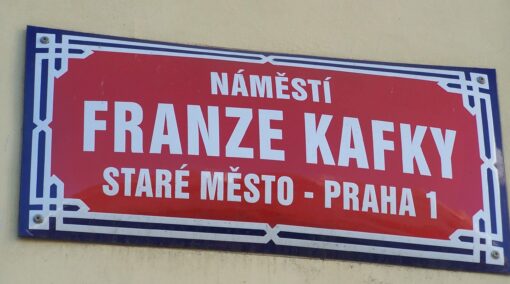 NÁMĚSTÍ
FRANZE KAFKY
STARÉ MĚSTO - PRAHA 1